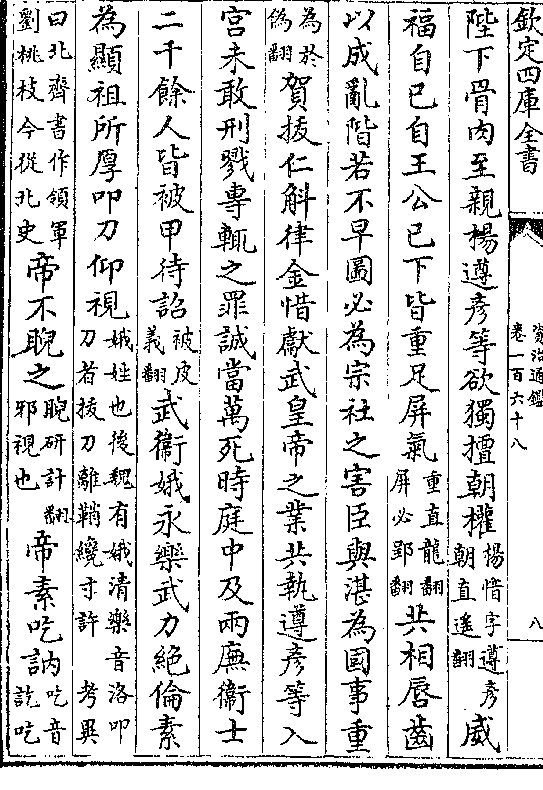 欽定四庫全書
資治通鑑
卷一百六十八
八
陛下骨肉至親楊遵彥等欲獨擅朝權楊愔字遵彥朝直遙翻威
福自已自王公已下皆重足屏氣重直龍翻屏必郢翻共相唇齒
以成亂階若不早圖必為宗社之害臣與湛為國事重
為於偽翻賀拔仁斛律金惜獻武皇帝之業共執遵彥等入
宮未敢刑戮專輒之罪誠當萬死時庭中及兩廡衛士
二千餘人皆被甲待詔被皮義翻武衛娥永樂武力絕倫素
為顯祖所厚叩刀仰視娥姓也後魏有娥清樂音洛叩刀者拔刀離鞘纔寸許 考異
曰北齊書作領軍劉桃枝今從北史帝不睨之睨研計翻邪視也帝素吃訥吃音訖吃